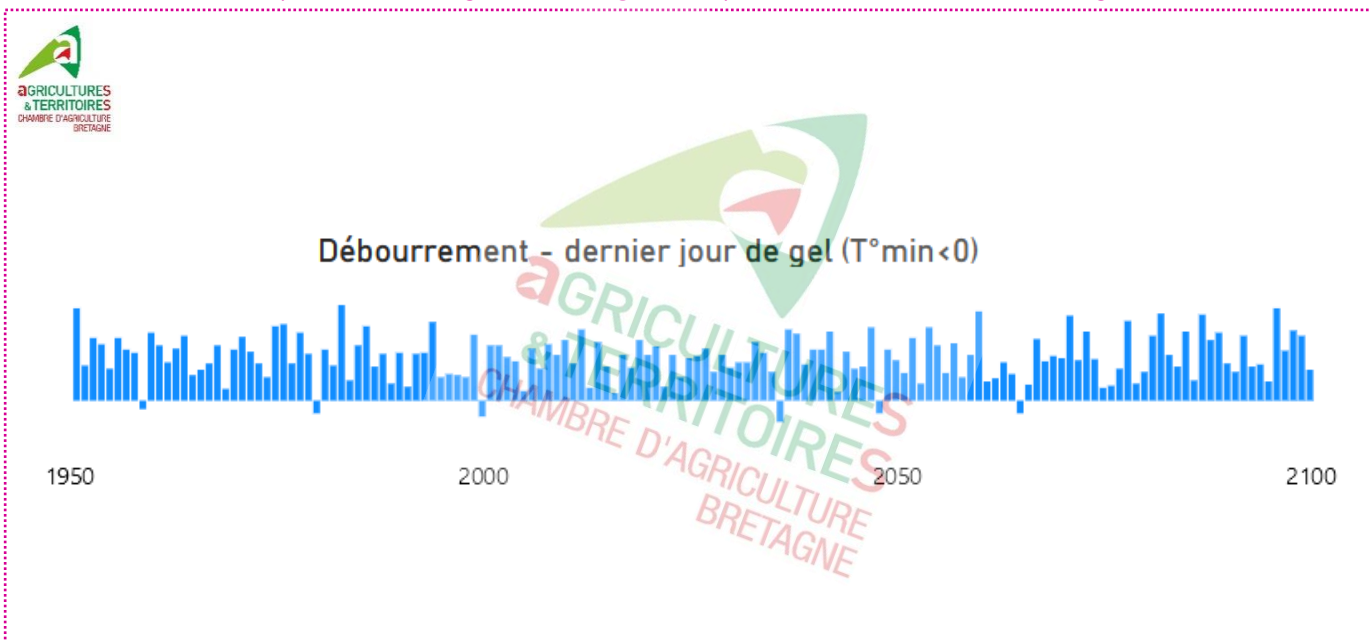 aGRICULTURES
& TERRITOIRES
CHAMBRE D'AGRICULTURE
BRETAGNE
Débourrement - dernier jour de gel (T°min<0)
aGRICULTURES
& TERRITOIRES
CHAMBRE D'AGRICULTURE
BRETAGNE
1950 2000 2050 2100